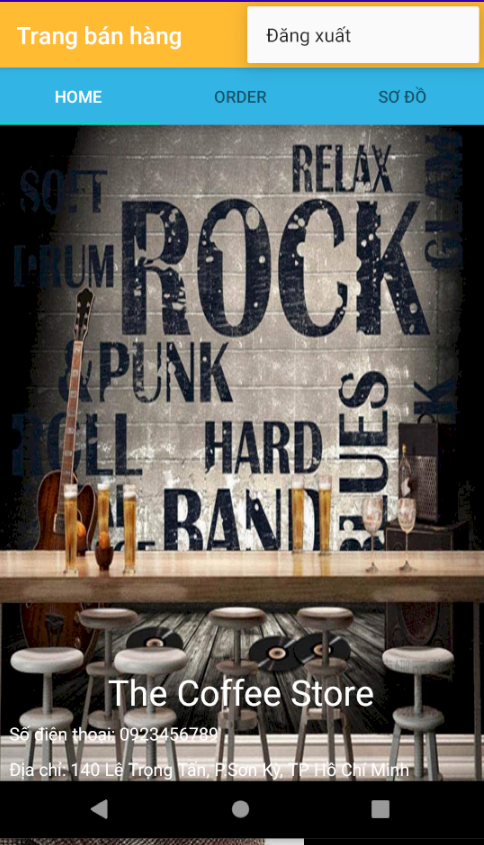 Trang bán hàng
Đăng xuất
HOME
ORDER
SƠ ĐỒ
RELAX
GLAM
SOFT
ROCK
DRUM
& PUNK
ROLL
HARD
BLUES
BAND
The Coffee Store
Số điện thoại: 0923456789
Địa chỉ: 140 Lê Trọng Tấn, P.Sơn Kỳ, TP Hồ Chí Minh